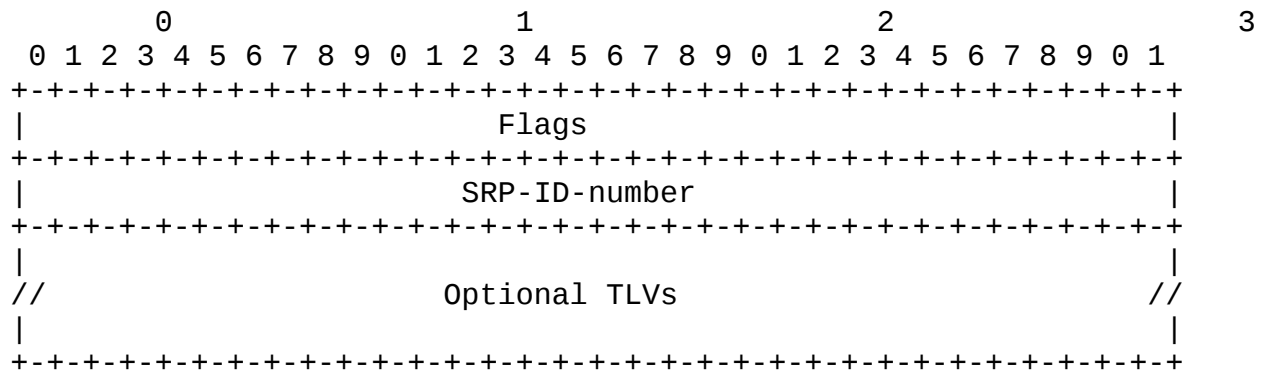 0                   1                   2                   3
 0 1 2 3 4 5 6 7 8 9 0 1 2 3 4 5 6 7 8 9 0 1 2 3 4 5 6 7 8 9 0 1
+-+-+-+-+-+-+-+-+-+-+-+-+-+-+-+-+-+-+-+-+-+-+-+-+-+-+-+-+-+-+-+-+
|                          Flags                                |
+-+-+-+-+-+-+-+-+-+-+-+-+-+-+-+-+-+-+-+-+-+-+-+-+-+-+-+-+-+-+-+-+
|                        SRP-ID-number                          |
+-+-+-+-+-+-+-+-+-+-+-+-+-+-+-+-+-+-+-+-+-+-+-+-+-+-+-+-+-+-+-+-+
|                                                               |
//                      Optional TLVs                          //
|                                                               |
+-+-+-+-+-+-+-+-+-+-+-+-+-+-+-+-+-+-+-+-+-+-+-+-+-+-+-+-+-+-+-+-+